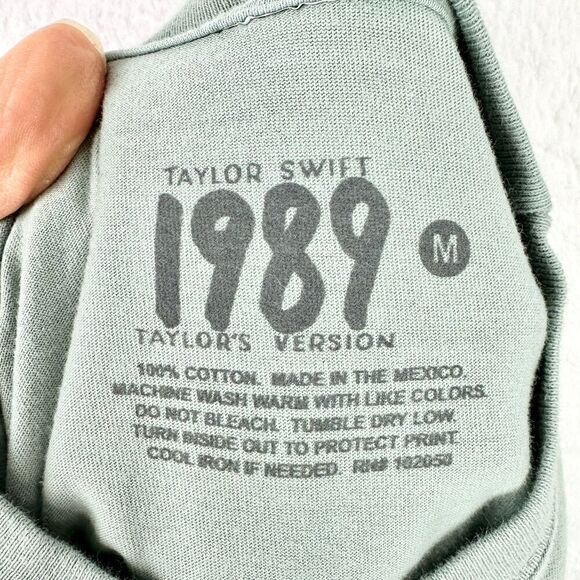 TAYLOR SWIFT
1989
M
TAYLOR'S VERSION
100% COTTON. MADE IN THE MEXICO.
MACHINE WASH WARM WITH LIKE COLORS.
DO NOT BLEACH. TUMBLE DRY LOW.
TURN INSIDE OUT TO PROTECT PRINT.
COOL IRON IF NEEDED. RN# 102050